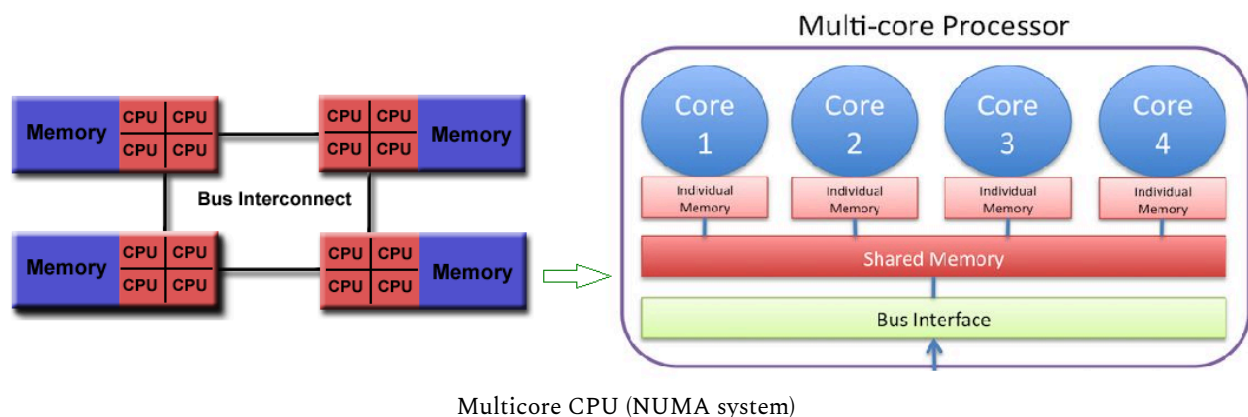 Multi-core Processor
Memory
CPU CPU
CPU CPU
CPU CPU
CPU CPU
Memory
Bus Interconnect
Memory
CPU CPU
CPU CPU
CPU CPU
CPU CPU
Memory
Core
1
Core
2
Core
3
Core
4
Individual
Memory
Individual
Memory
Individual
Memory
Individual
Memory
Shared Memory
Bus Interface
Multicore CPU (NUMA system)